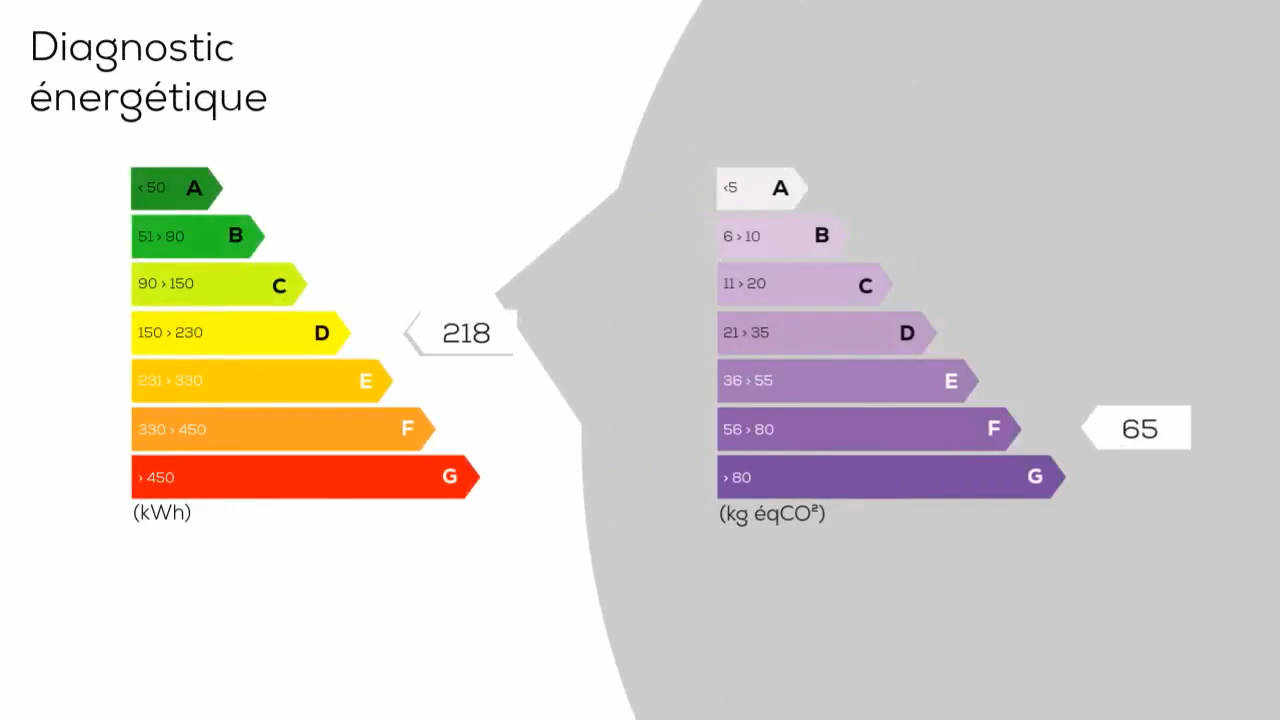 Diagnostic
énergétique
< 50 A
51 > 90 B
90 > 150 C
150 > 230 D
218
231 > 330 E
330 > 450 F
> 450 G
(kWh)
<5 A
6 > 10 B
11 > 20 C
21 > 35 D
36 > 55 E
56 > 80 F
65
> 80 G
(kg éqCO²)